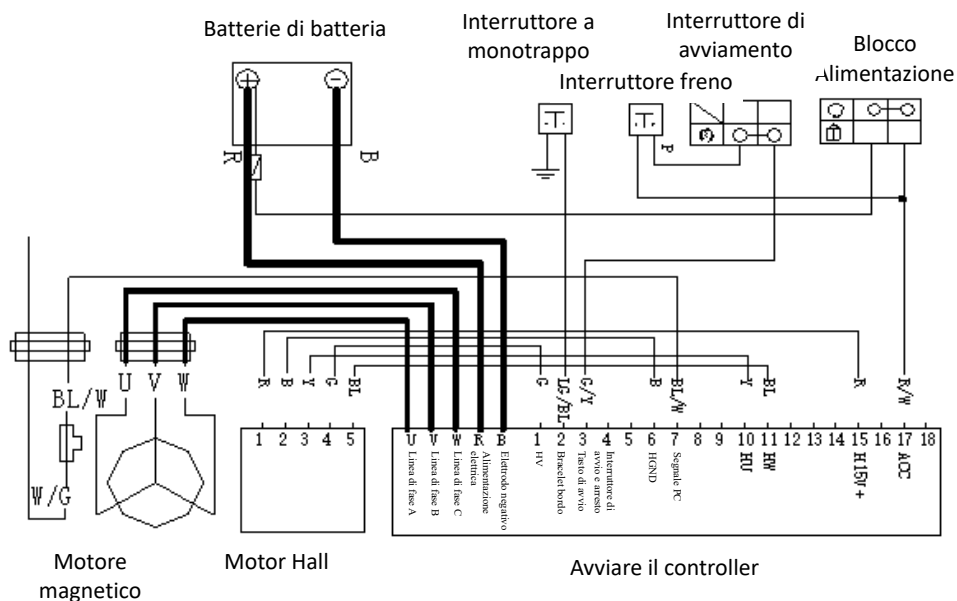 Batterie di batteria
Interruttore a
monotrappo
Interruttore di
avviamento
Interruttore freno
Blocco
Alimentazione
R
B
P
U V W
BL/W
W/G
R
B
Y
G
BL
G
LG/BL
G/Y
B
BL/W
Y
BL
R
R/W
1 2 3 4 5
U V W R B
1 2 3 4 5 6 7 8 9 10 11 12 13 14 15 16 17 18
Linea di fase A
Linea di fase B
Linea di fase C
Alimentazione
elettrica
Elettrodo negativo
HV
Bracelet bordo
Tasto di avvio
Interruttore di
avvio e arresto
HGND
Segnale PC
HU
HW
H15V+
ACC
Motore
magnetico
Motor Hall
Avviare il controller